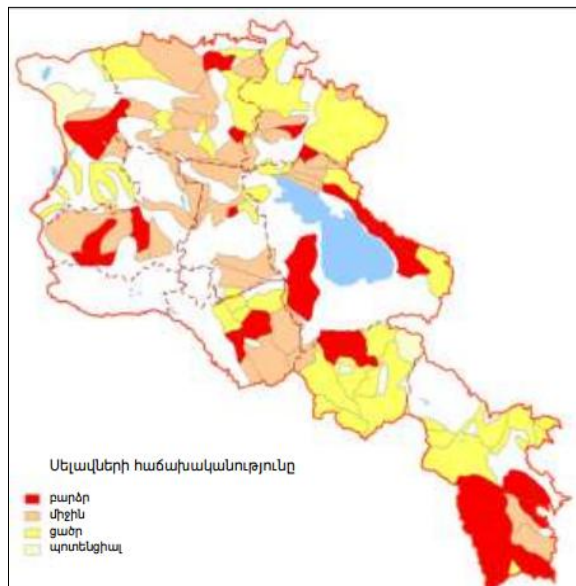 Սելավների հաճախականությունը
բարձր
միջին
ցածր
պոտենցիալ